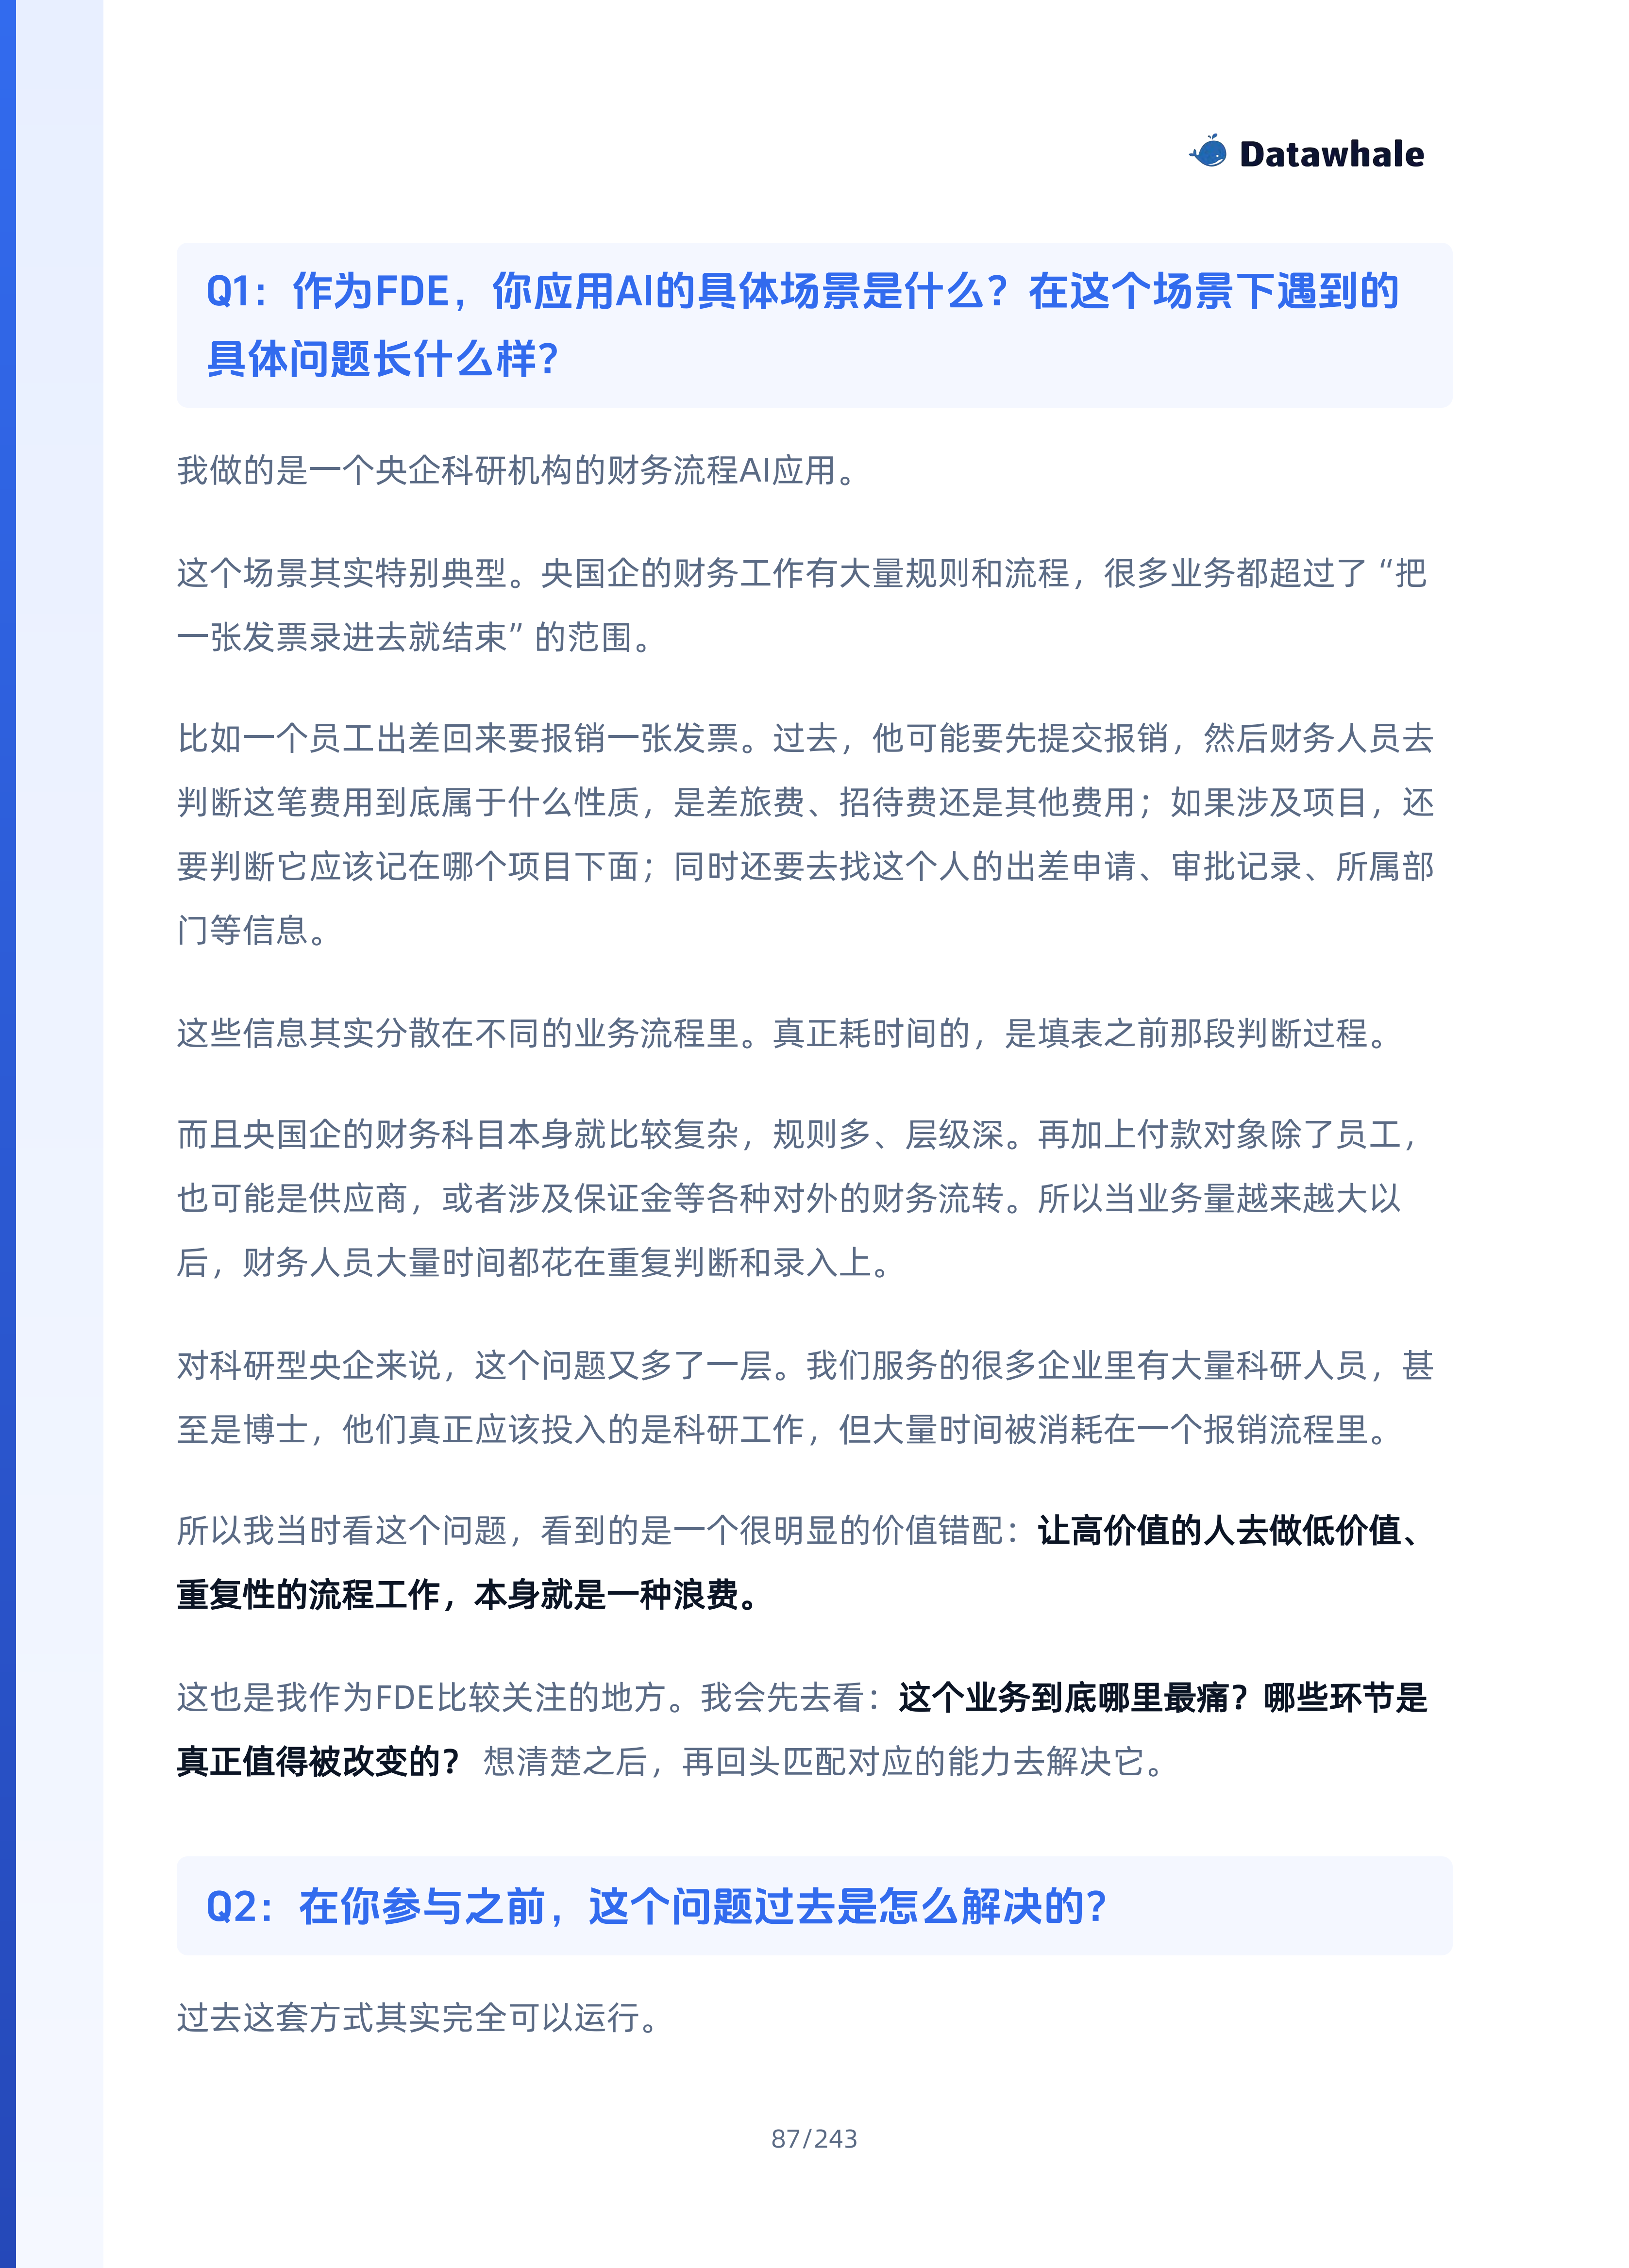 Datawhale
Q1：作为FDE，你应用AI的具体场景是什么？在这个场景下遇到的
具体问题长什么样？
我做的是一个央企科研机构的财务流程AI应用。
这个场景其实特别典型。央国企的财务工作有大量规则和流程，很多业务都超过了“把
一张发票录进去就结束”的范围。
比如一个员工出差回来要报销一张发票。过去，他可能要先提交报销，然后财务人员去
判断这笔费用到底属于什么性质，是差旅费、招待费还是其他费用；如果涉及项目，还
要判断它应该记在哪个项目下面；同时还要去找这个人的出差申请、审批记录、所属部
门等信息。
这些信息其实分散在不同的业务流程里。真正耗时间的，是填表之前那段判断过程。
而且央国企的财务科目本身就比较复杂，规则多、层级深。再加上付款对象除了员工，
也可能是供应商，或者涉及保证金等各种对外的财务流转。所以当业务量越来越大以
后，财务人员大量时间都花在重复判断和录入上。
对科研型央企来说，这个问题又多了一层。我们服务的很多企业里有大量科研人员，甚
至是博士，他们真正应该投入的是科研工作，但大量时间被消耗在一个报销流程里。
所以我当时看这个问题，看到的是一个很明显的价值错配：让高价值的人去做低价值、
重复性的流程工作，本身就是一种浪费。
这也是我作为FDE比较关注的地方。我会先去看：这个业务到底哪里最痛？哪些环节是
真正值得被改变的？ 想清楚之后，再回头匹配对应的能力去解决它。
Q2：在你参与之前，这个问题过去是怎么解决的？
过去这套方式其实完全可以运行。
87/243